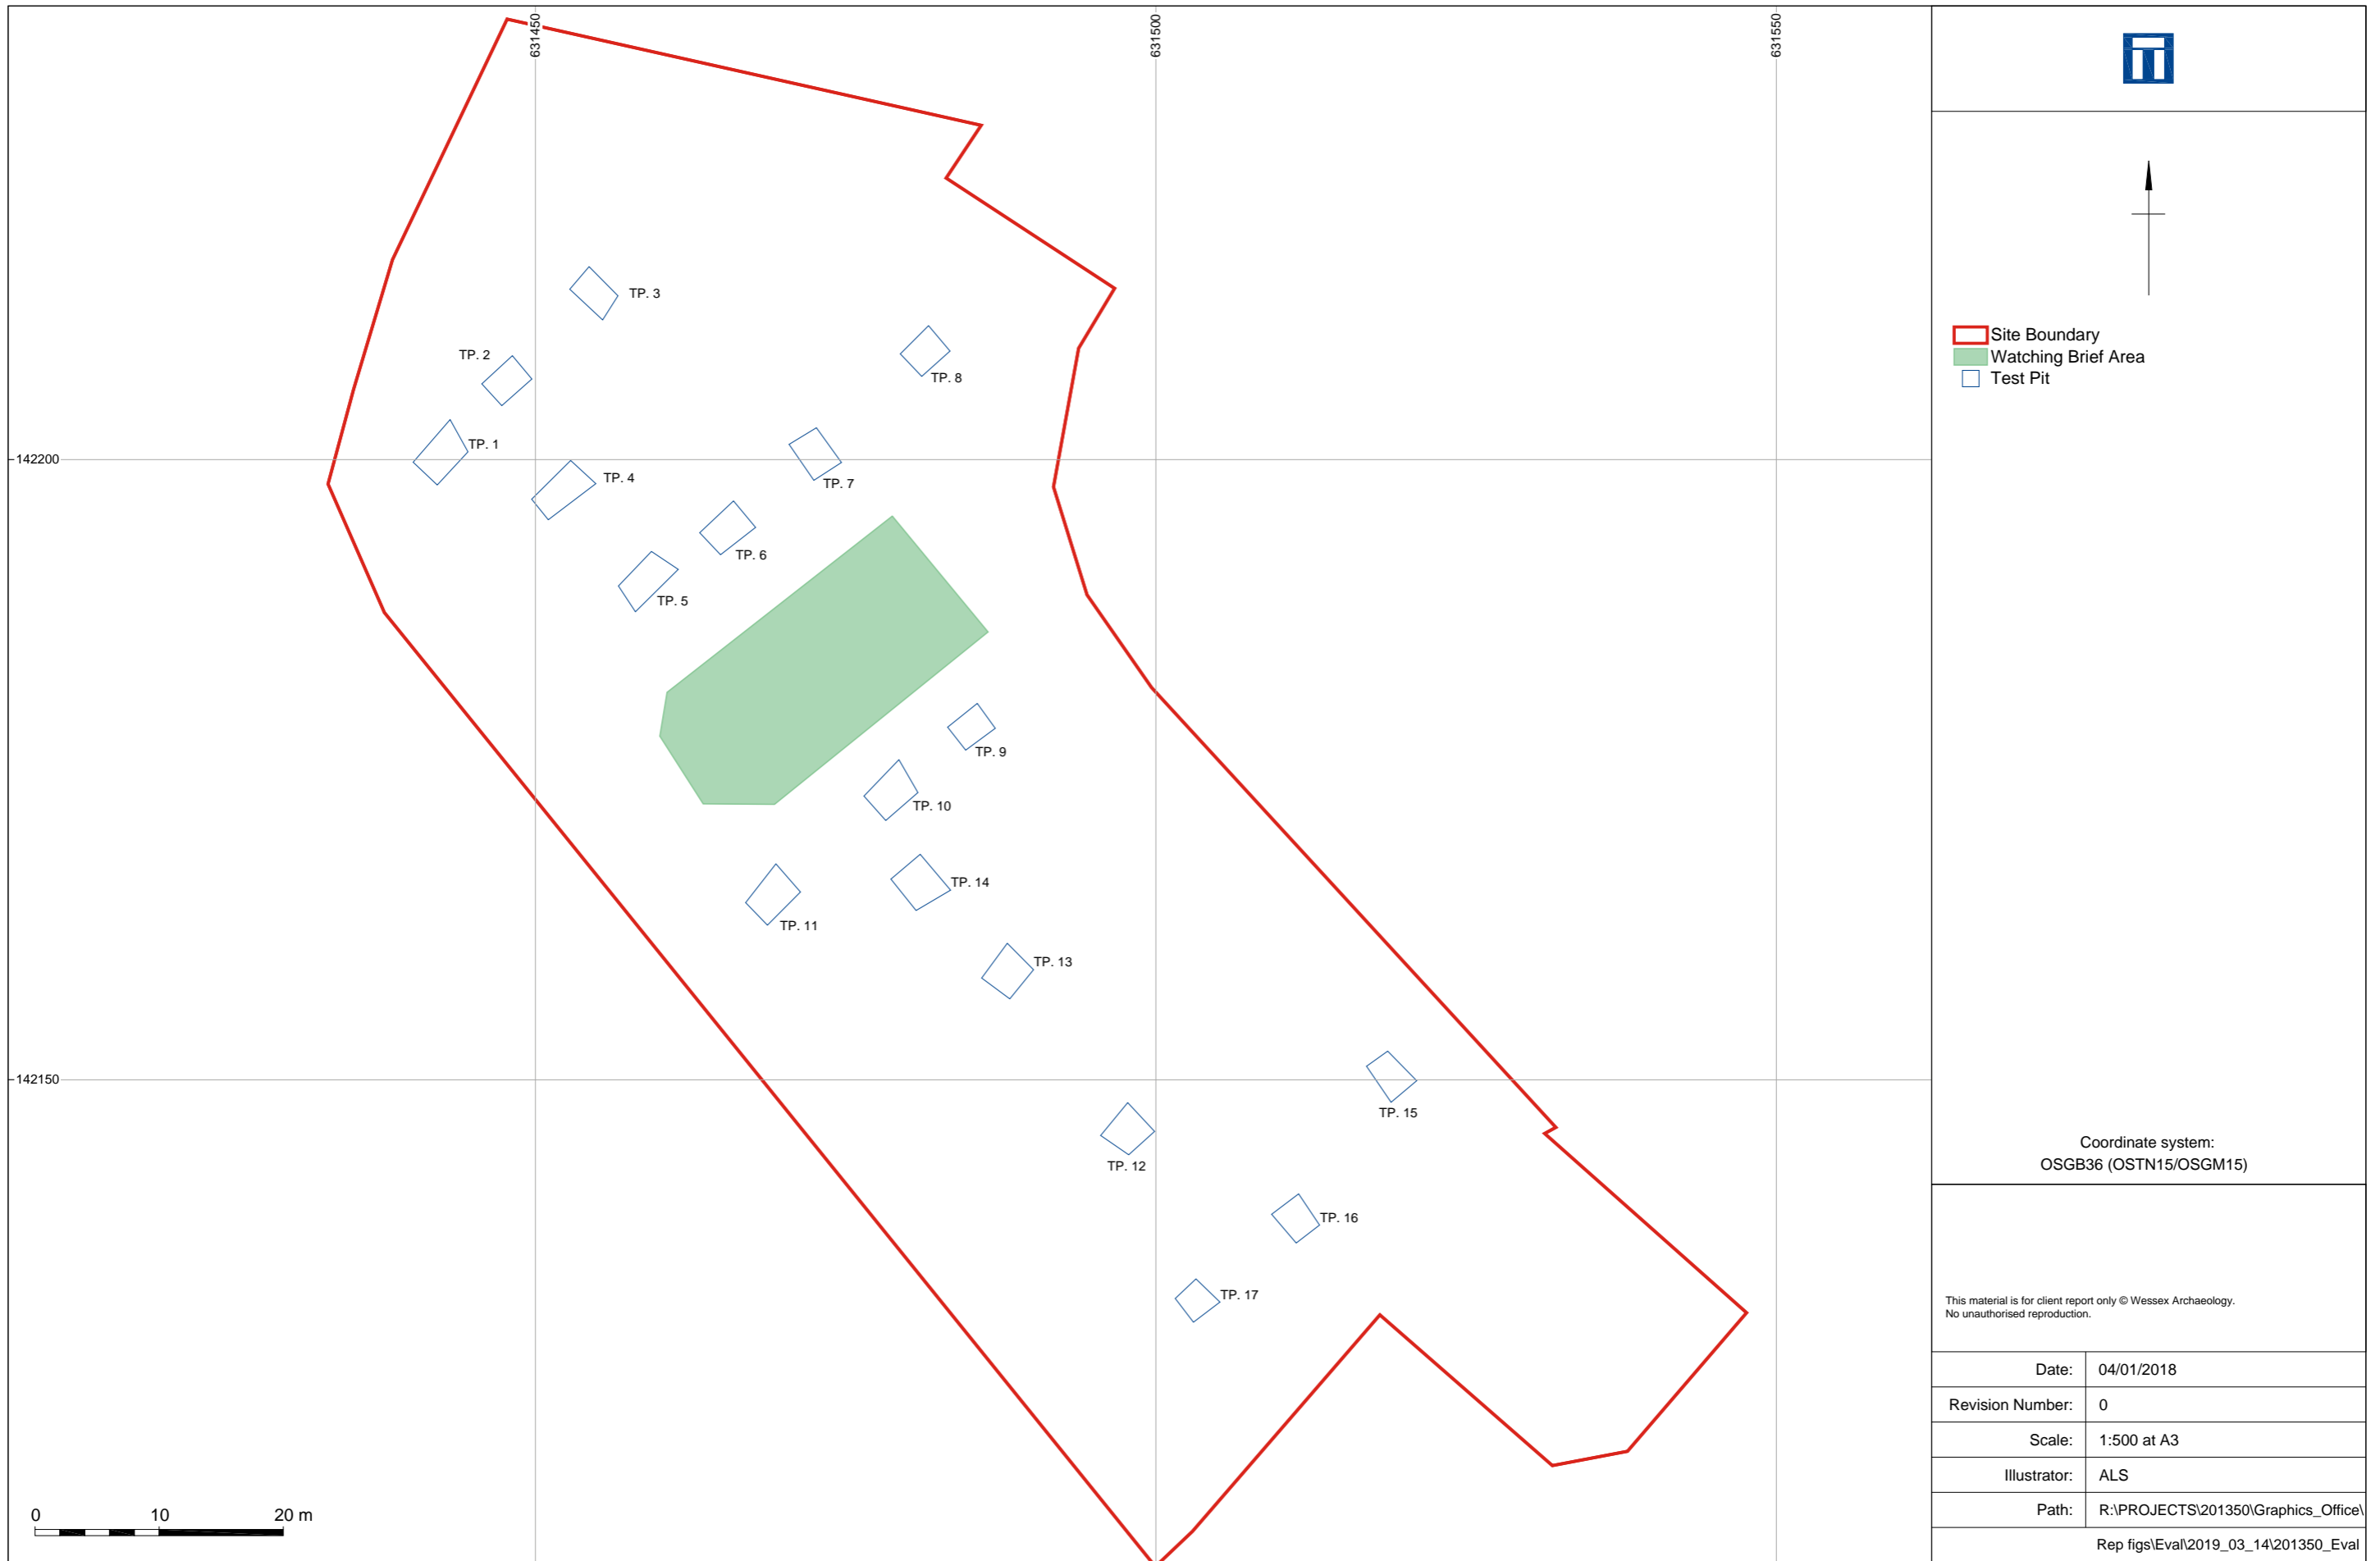 631450
631500
631550
TP. 3
TP. 2
TP. 8
TP. 1
142200
TP. 4
TP. 7
TP. 6
TP. 5
TP. 9
TP. 10
TP. 14
TP. 11
TP. 13
142150
TP. 15
TP. 12
TP. 16
TP. 17
0 10 20 m
Site Boundary
Watching Brief Area
Test Pit
Coordinate system:
OSGB36 (OSTN15/OSGM15)
This material is for client report only © Wessex Archaeology.
No unauthorised reproduction.
Date: 04/01/2018
Revision Number: 0
Scale: 1:500 at A3
Illustrator: ALS
Path: R:\PROJECTS\201350\Graphics_Office\
Rep figs\Eval\2019_03_14\201350_Eval